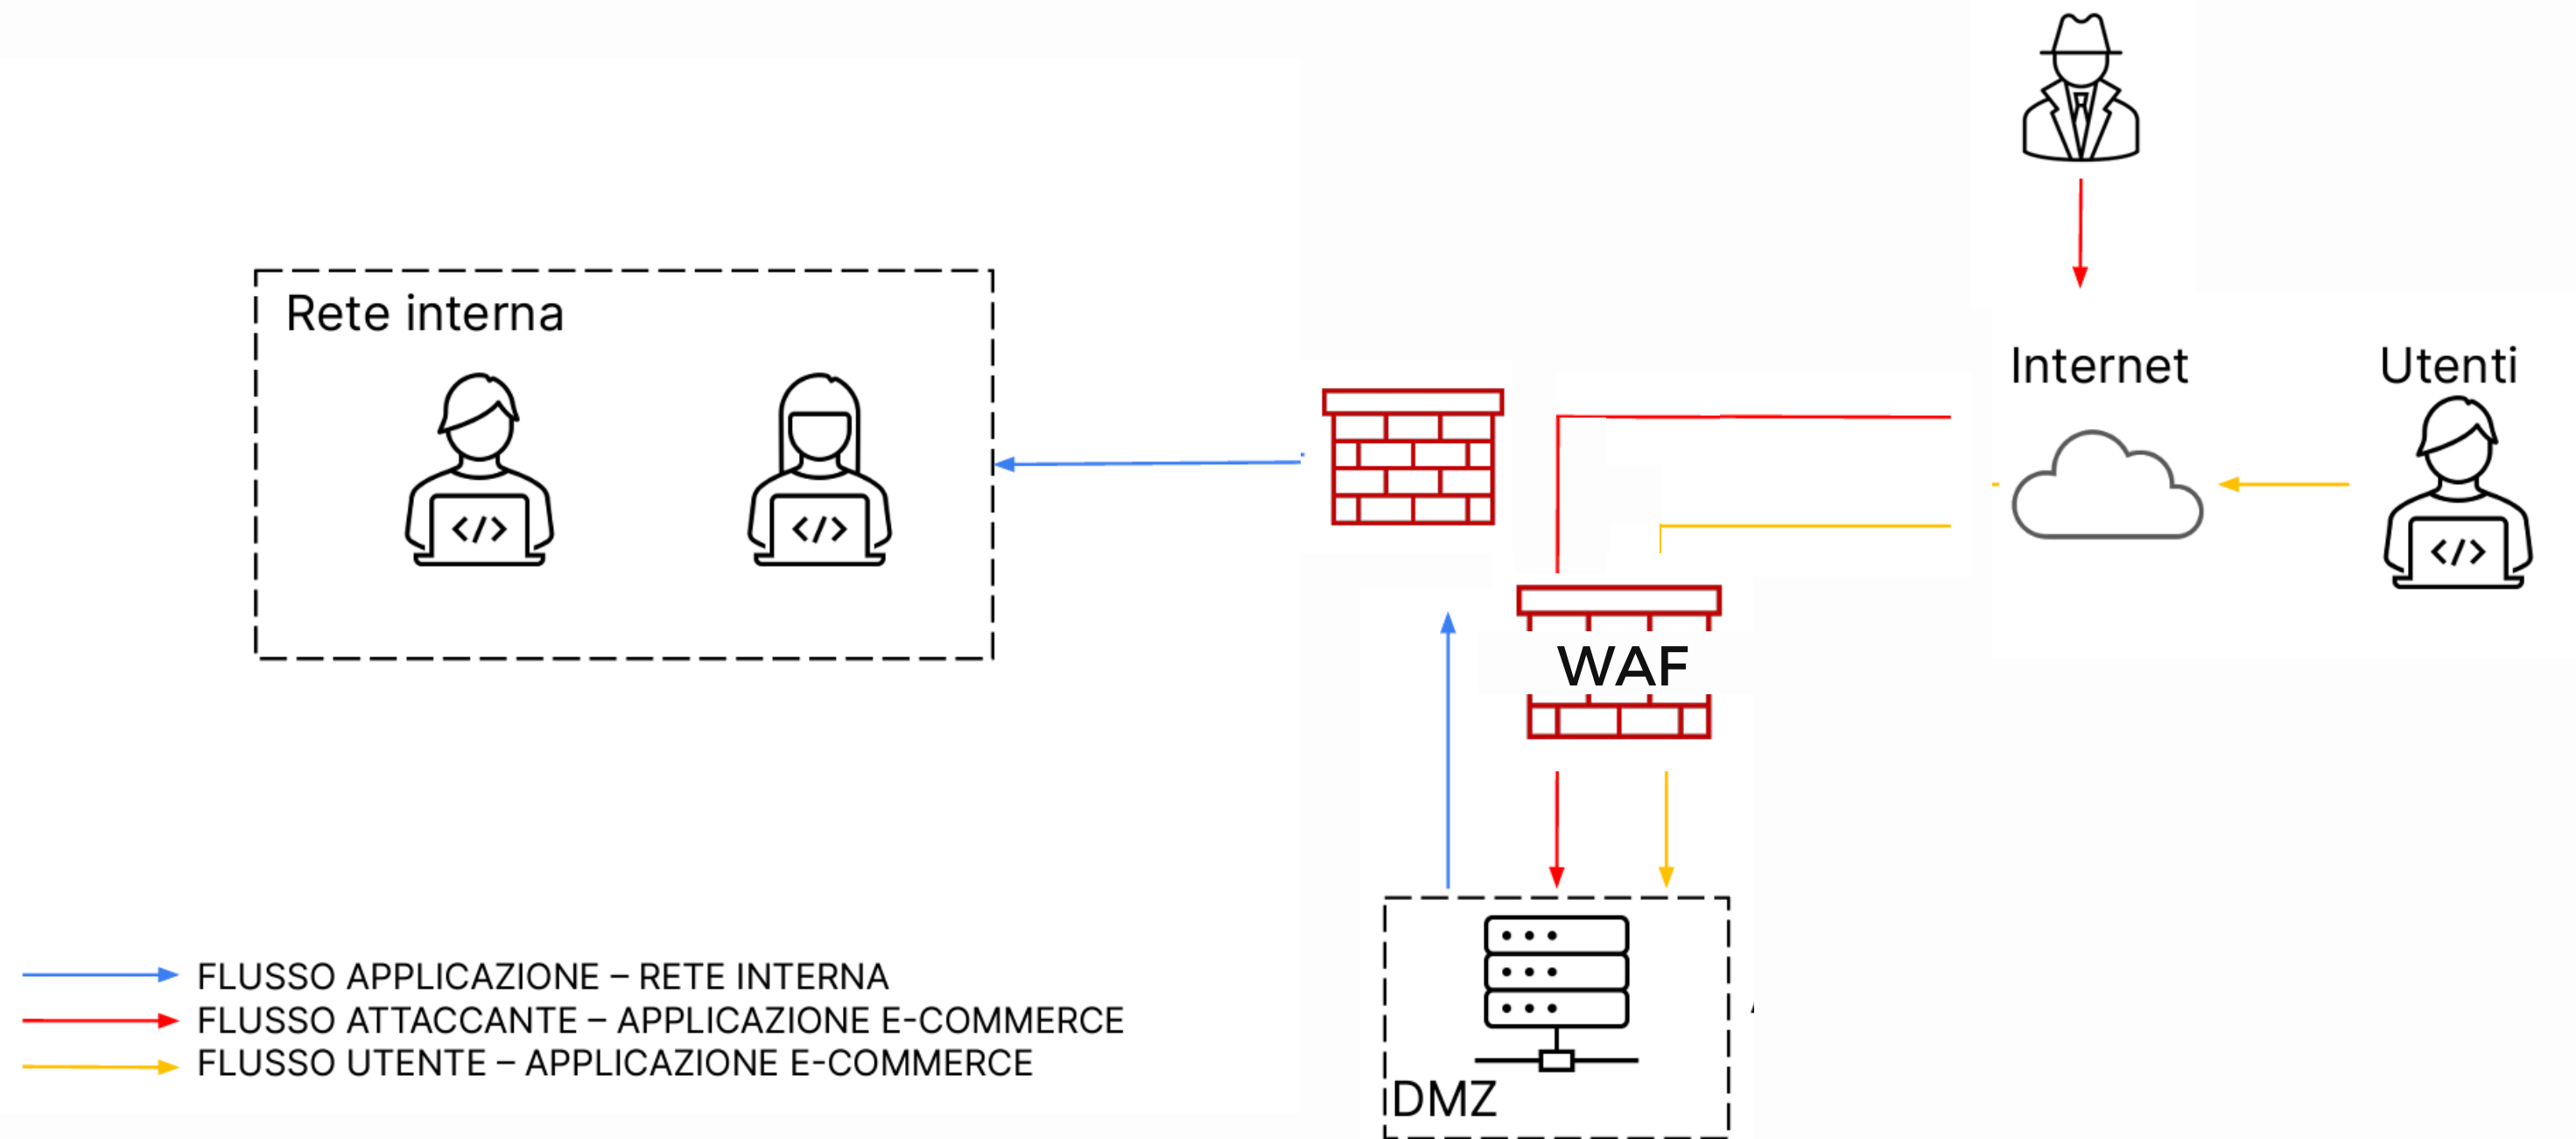 Rete interna
</>
</>
Internet
Utenti
</>
WAF
FLUSSO APPLICAZIONE – RETE INTERNA
FLUSSO ATTACCANTE – APPLICAZIONE E-COMMERCE
FLUSSO UTENTE – APPLICAZIONE E-COMMERCE
DMZ